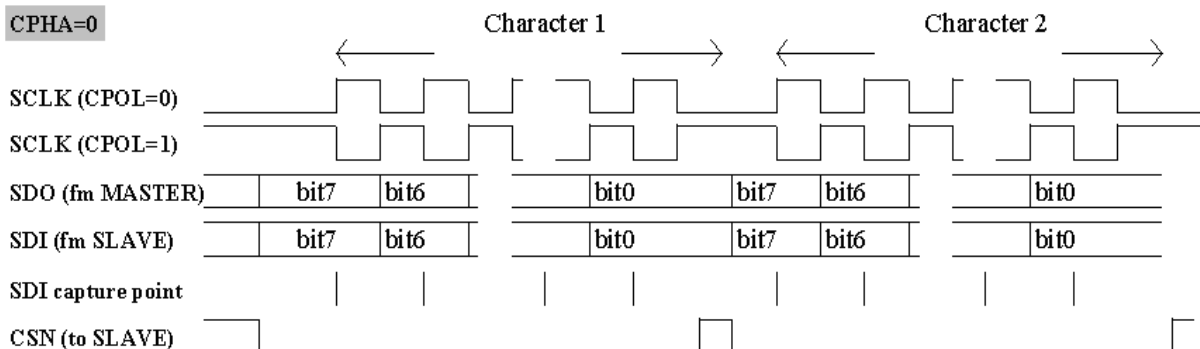 CPHA=0
Character 1 Character 2
SCLK (CPOL=0)
SCLK (CPOL=1)
SDO (fm MASTER) bit7 bit6 bit0 bit7 bit6 bit0
SDI (fm SLAVE) bit7 bit6 bit0 bit7 bit6 bit0
SDI capture point
CSN (to SLAVE)